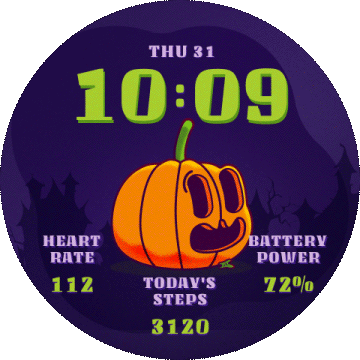 THU 31
10:09
HEART
RATE
112
BATTERY
POWER
72%
TODAY'S
STEPS
3120